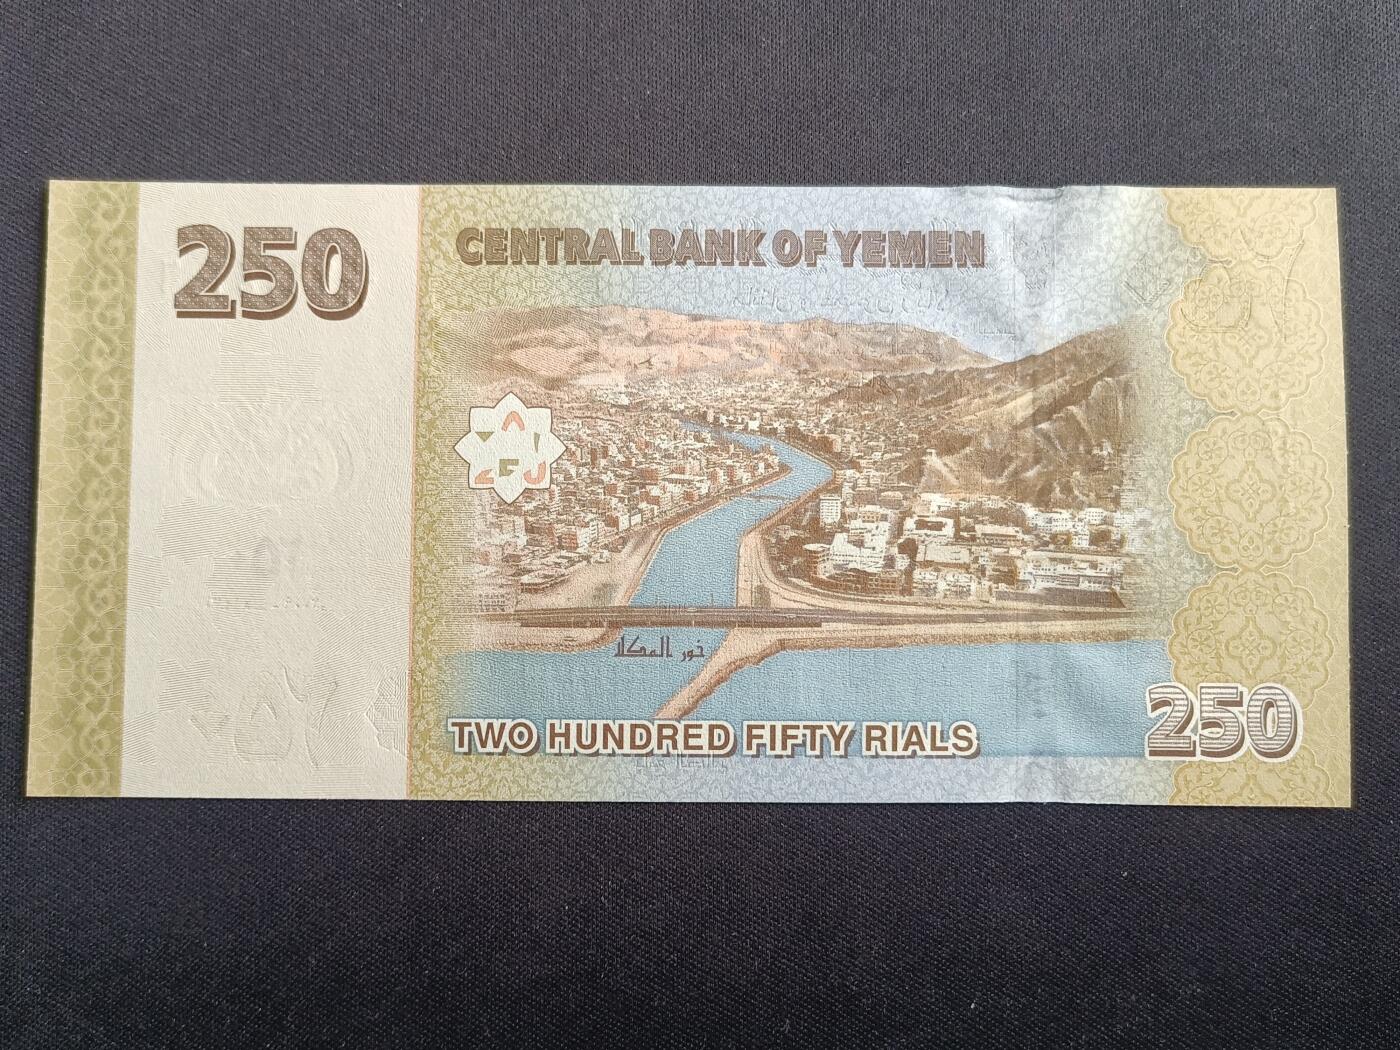 250
CENTRAL BANK OF YEMEN
خور المكلا
TWO HUNDRED FIFTY RIALS
250